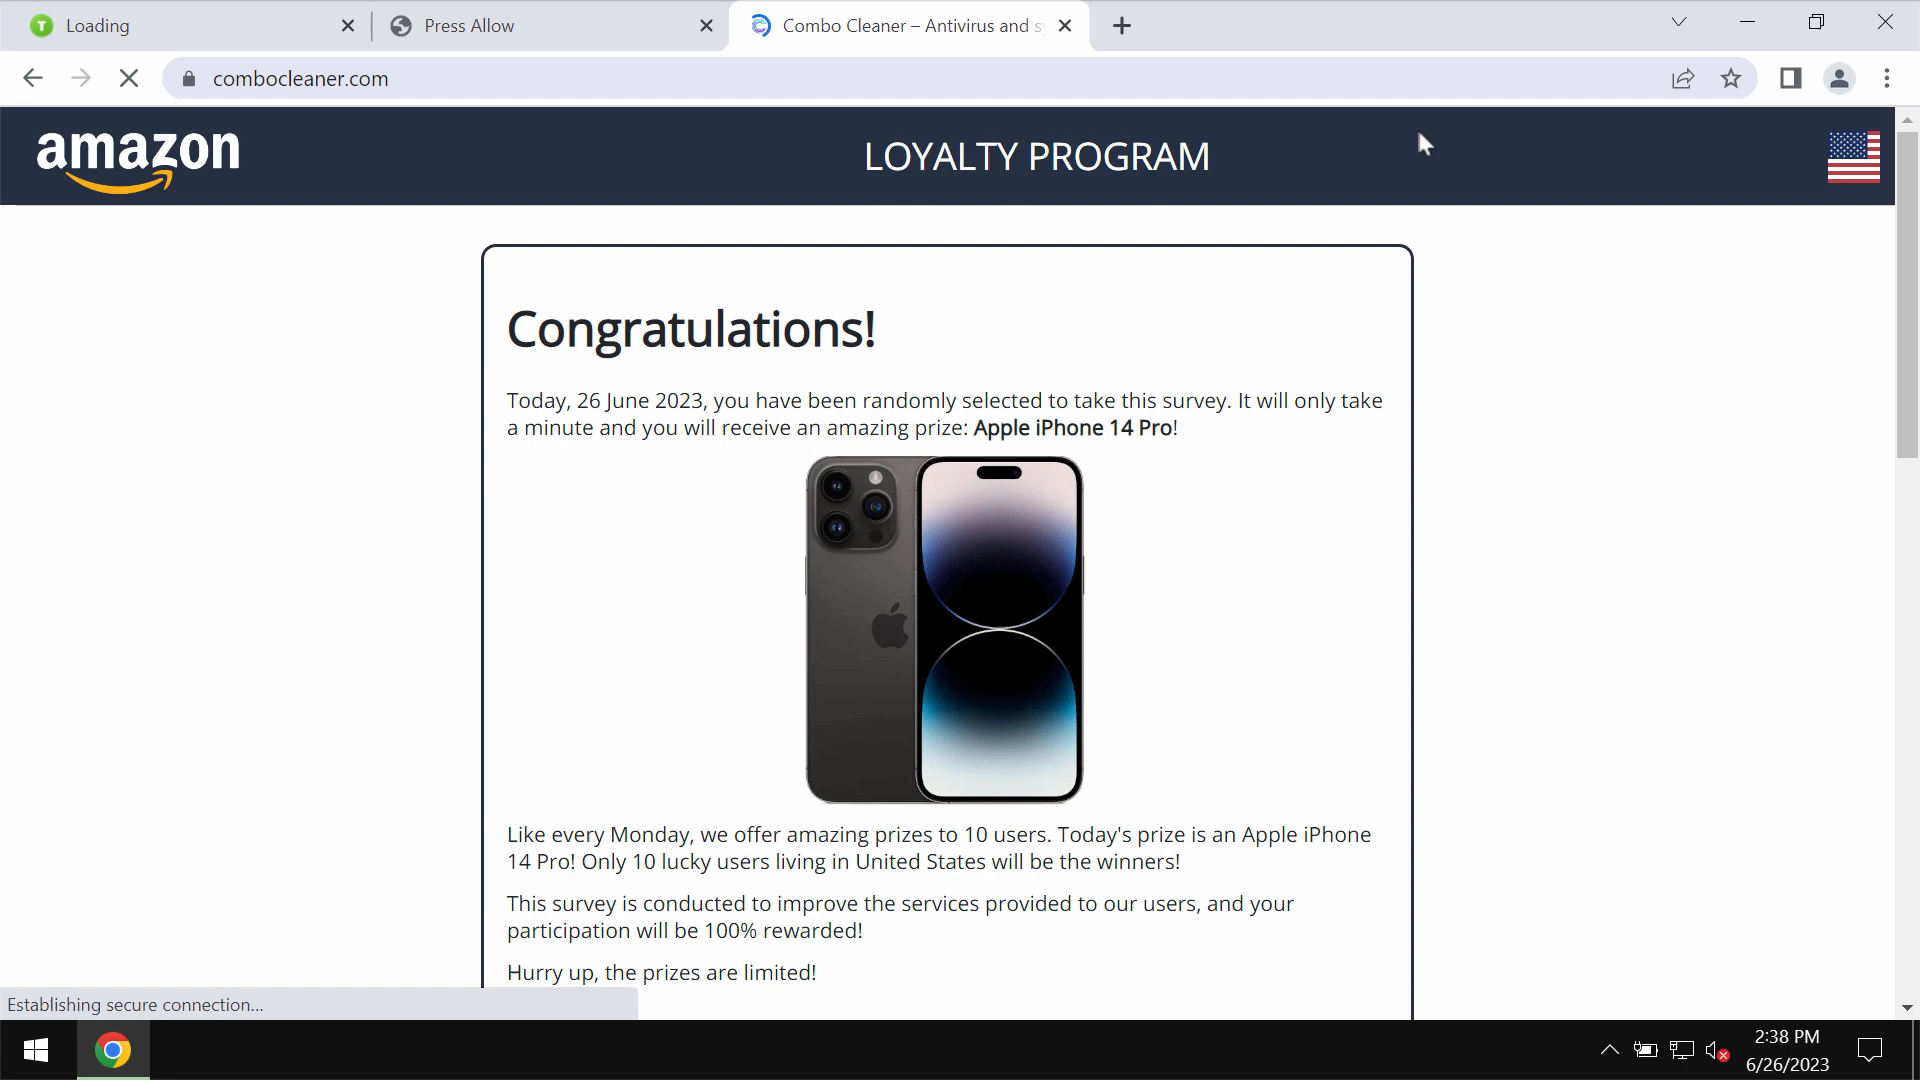 Loading
Press Allow
Combo Cleaner – Antivirus and sy
combocleaner.com
amazon
LOYALTY PROGRAM
Congratulations!
Today, 26 June 2023, you have been randomly selected to take this survey. It will only take
a minute and you will receive an amazing prize: Apple iPhone 14 Pro!
Like every Monday, we offer amazing prizes to 10 users. Today's prize is an Apple iPhone
14 Pro! Only 10 lucky users living in United States will be the winners!
This survey is conducted to improve the services provided to our users, and your
participation will be 100% rewarded!
Hurry up, the prizes are limited!
Establishing secure connection...
2:38 PM
6/26/2023